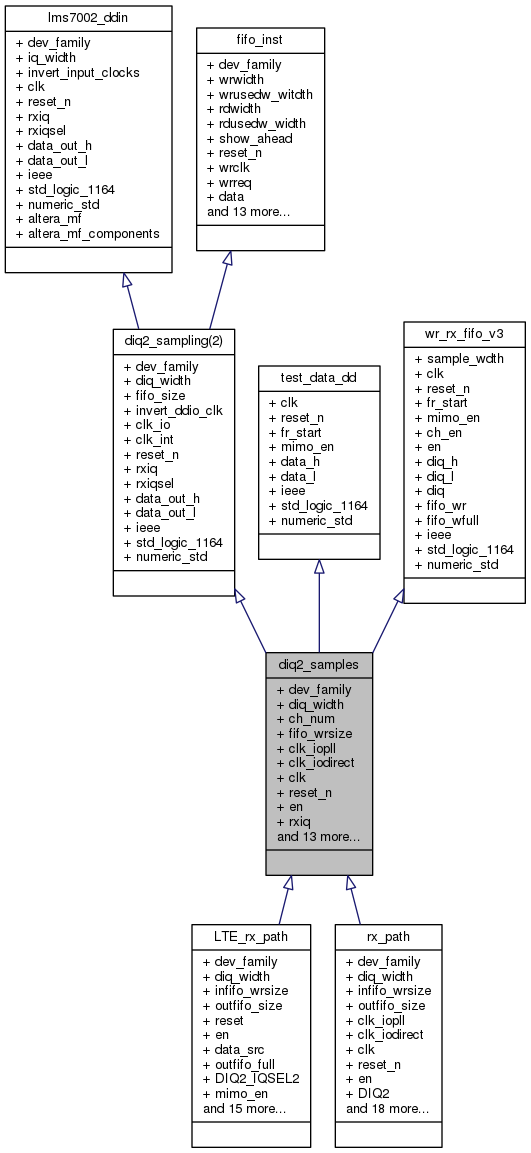 lms7002_ddin
+ dev_family
+ iq_width
+ invert_input_clocks
+ clk
+ reset_n
+ rxiq
+ rxiqsel
+ data_out_h
+ data_out_l
+ ieee
+ std_logic_1164
+ numeric_std
+ altera_mf
+ altera_mf_components
fifo_inst
+ dev_family
+ wrwidth
+ wrusedw_witdth
+ rdwidth
+ rdusedw_width
+ show_ahead
+ reset_n
+ wrclk
+ wrreq
+ data
and 13 more...
diq2_sampling(2)
+ dev_family
+ diq_width
+ fifo_size
+ invert_ddio_clk
+ clk_io
+ clk_int
+ reset_n
+ rxiq
+ rxiqsel
+ data_out_h
+ data_out_l
+ ieee
+ std_logic_1164
+ numeric_std
test_data_dd
+ clk
+ reset_n
+ fr_start
+ mimo_en
+ data_h
+ data_l
+ ieee
+ std_logic_1164
+ numeric_std
wr_rx_fifo_v3
+ sample_wdth
+ clk
+ reset_n
+ fr_start
+ mimo_en
+ ch_en
+ en
+ diq_h
+ diq_l
+ diq
+ fifo_wr
+ fifo_wfull
+ ieee
+ std_logic_1164
+ numeric_std
diq2_samples
+ dev_family
+ diq_width
+ ch_num
+ fifo_wrsize
+ clk_iopll
+ clk_iodirect
+ clk
+ reset_n
+ en
+ rxiq
and 13 more...
LTE_rx_path
+ dev_family
+ diq_width
+ infifo_wrsize
+ outfifo_size
+ reset
+ en
+ data_src
+ outfifo_full
+ DIQ2_IQSEL2
+ mimo_en
and 15 more...
rx_path
+ dev_family
+ diq_width
+ infifo_wrsize
+ outfifo_size
+ clk_iopll
+ clk_iodirect
+ clk
+ reset_n
+ en
+ DIQ2
and 18 more...